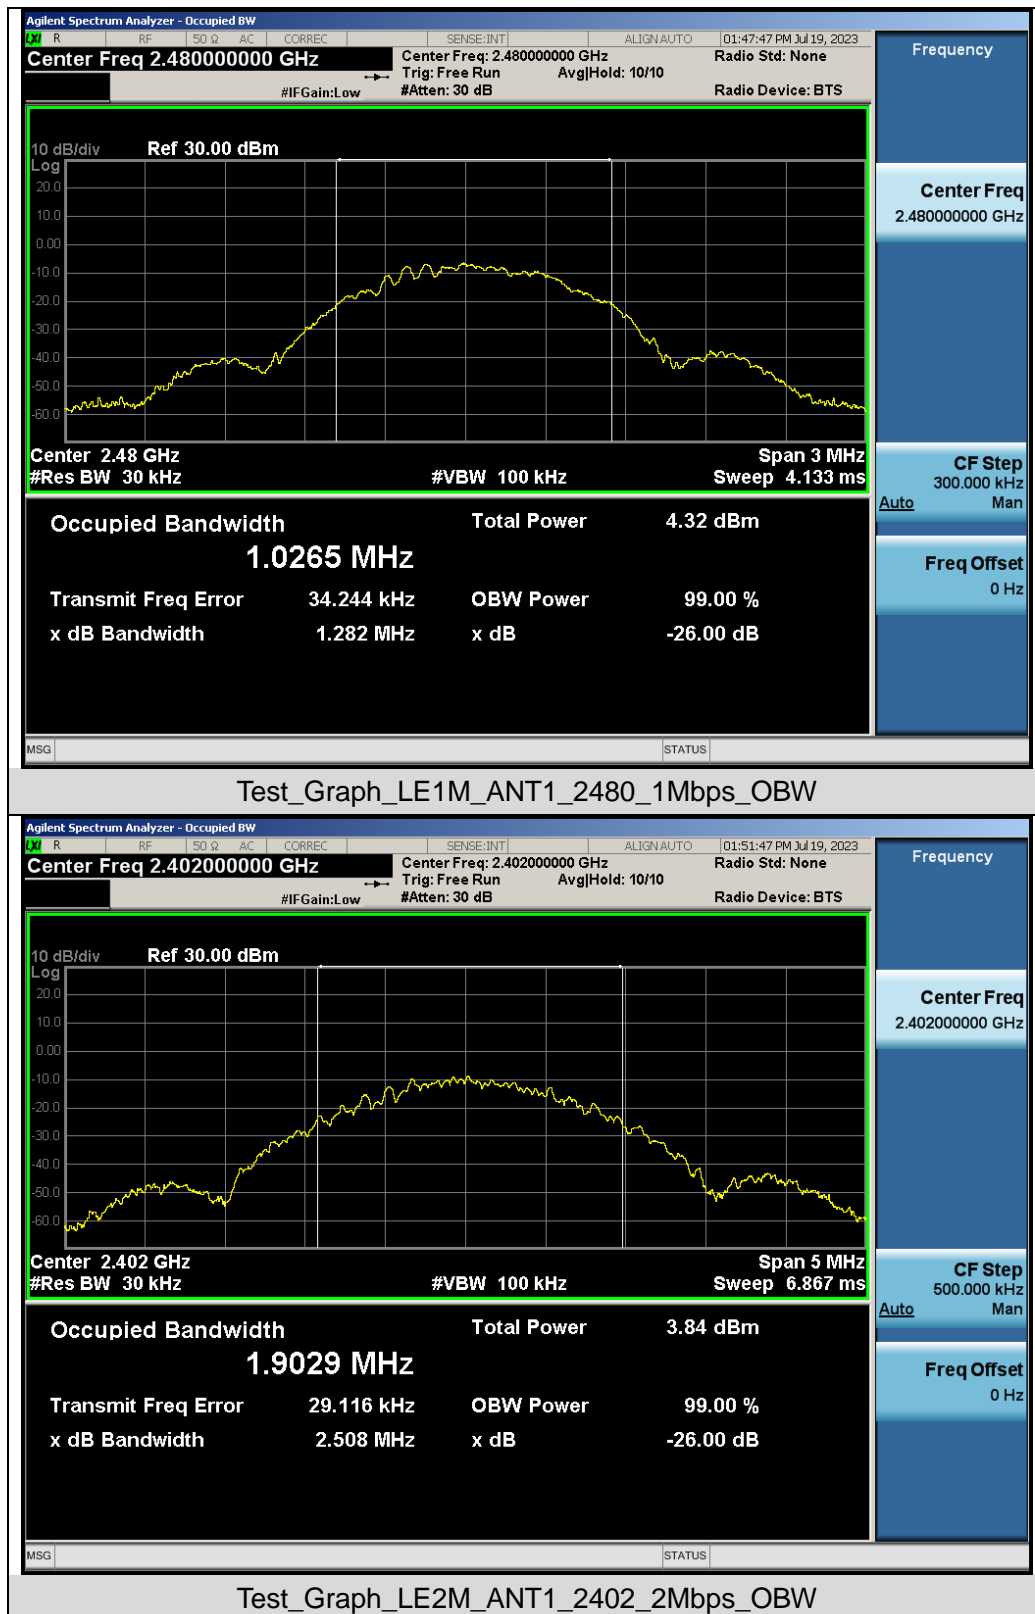 Agilent Spectrum Analyzer - Occupied BW
LXI R RF 50 Ω AC CORREC SENSE:INT ALIGN AUTO 01:47:47 PM Jul 19, 2023
Center Freq 2.480000000 GHz Center Freq: 2.480000000 GHz Radio Std: None
Trig: Free Run Avg|Hold: 10/10
#IFGain:Low #Atten: 30 dB Radio Device: BTS
Frequency
10 dB/div Ref 30.00 dBm
Log
20.0
10.0
0.00
-10.0
-20.0
-30.0
-40.0
-50.0
-60.0
Center Freq
2.480000000 GHz
Center 2.48 GHz Span 3 MHz
#Res BW 30 kHz #VBW 100 kHz Sweep 4.133 ms
CF Step
300.000 kHz
Auto Man
Occupied Bandwidth Total Power 4.32 dBm
1.0265 MHz
Transmit Freq Error 34.244 kHz OBW Power 99.00 %
x dB Bandwidth 1.282 MHz x dB -26.00 dB
Freq Offset
0 Hz
MSG STATUS
Test_Graph_LE1M_ANT1_2480_1Mbps_OBW
Agilent Spectrum Analyzer - Occupied BW
LXI R RF 50 Ω AC CORREC SENSE:INT ALIGN AUTO 01:51:47 PM Jul 19, 2023
Center Freq 2.402000000 GHz Center Freq: 2.402000000 GHz Radio Std: None
Trig: Free Run Avg|Hold: 10/10
#IFGain:Low #Atten: 30 dB Radio Device: BTS
Frequency
10 dB/div Ref 30.00 dBm
Log
20.0
10.0
0.00
-10.0
-20.0
-30.0
-40.0
-50.0
-60.0
Center Freq
2.402000000 GHz
Center 2.402 GHz Span 5 MHz
#Res BW 30 kHz #VBW 100 kHz Sweep 6.867 ms
CF Step
500.000 kHz
Auto Man
Occupied Bandwidth Total Power 3.84 dBm
1.9029 MHz
Transmit Freq Error 29.116 kHz OBW Power 99.00 %
x dB Bandwidth 2.508 MHz x dB -26.00 dB
Freq Offset
0 Hz
MSG STATUS
Test_Graph_LE2M_ANT1_2402_2Mbps_OBW